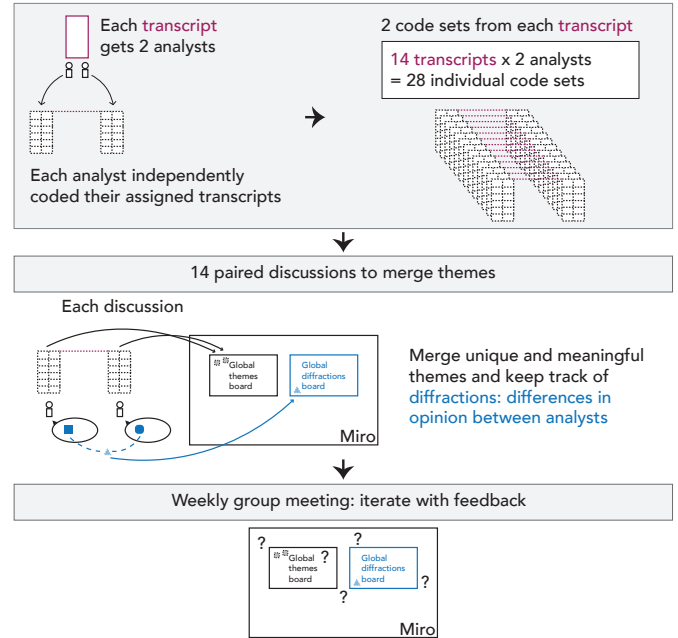 Each transcript
gets 2 analysts
2 code sets from each transcript
14 transcripts x 2 analysts
= 28 individual code sets
Each analyst independently
coded their assigned transcripts
14 paired discussions to merge themes
Each discussion
Global
themes
board
Global
diffractions
board
Miro
Merge unique and meaningful
themes and keep track of
diffractions: differences in
opinion between analysts
Weekly group meeting: iterate with feedback
?
?
Global
themes
board
?
Global
diffractions
board
?
?
Miro